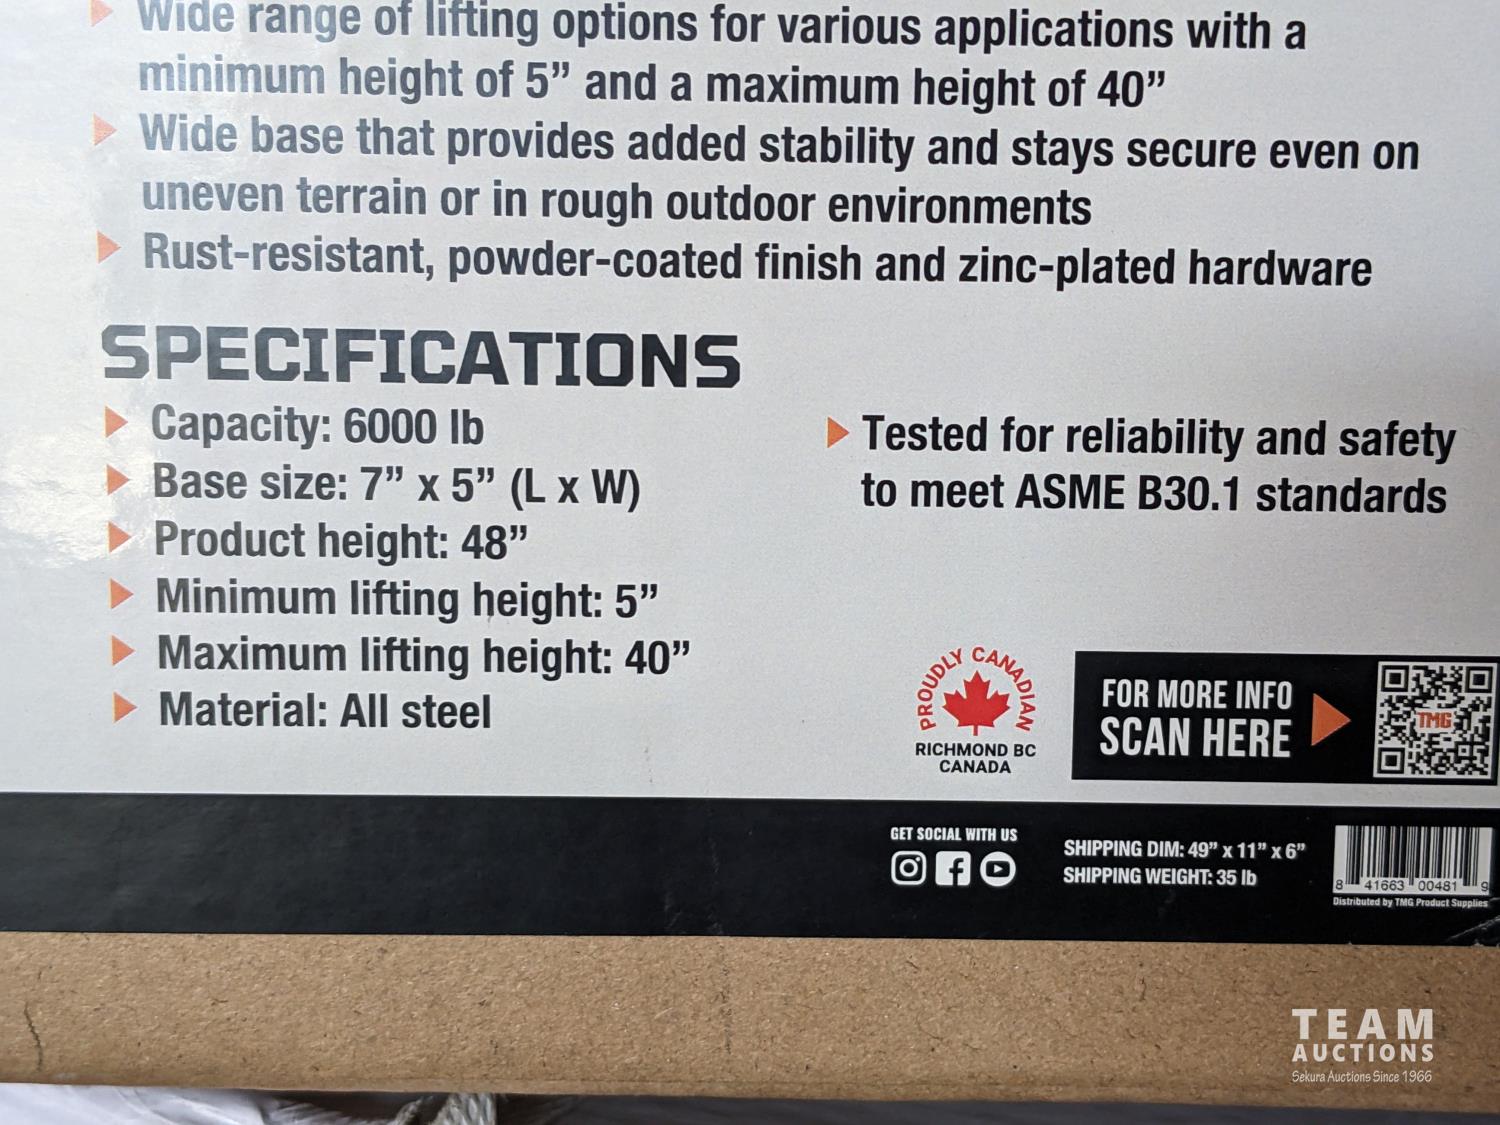 Wide range of lifting options for various applications with a
minimum height of 5” and a maximum height of 40”
Wide base that provides added stability and stays secure even on
uneven terrain or in rough outdoor environments
Rust-resistant, powder-coated finish and zinc-plated hardware
SPECIFICATIONS
Capacity: 6000 lb
Base size: 7” x 5” (L x W)
Product height: 48”
Minimum lifting height: 5”
Maximum lifting height: 40”
Material: All steel
Tested for reliability and safety
to meet ASME B30.1 standards
PROUDLY CANADIAN
RICHMOND BC
CANADA
FOR MORE INFO
SCAN HERE
TMG
GET SOCIAL WITH US
SHIPPING DIM: 49” x 11” x 6”
SHIPPING WEIGHT: 35 lb
8 41663 00481 9
Distributed by TMG Product Supplies
TEAM
AUCTIONS
Sekura Auctions Since 1966